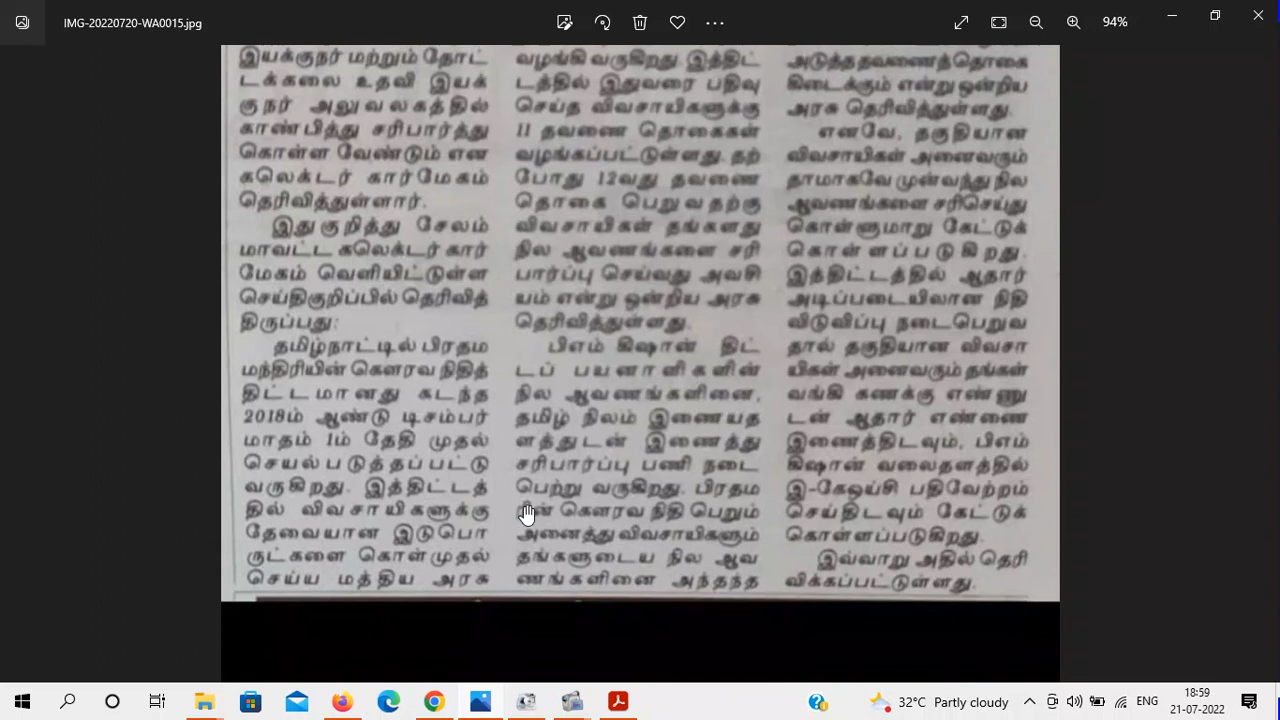 IMG-20220720-WA0015.jpg
94%
இயக்குநர் மற்றும் தோட்
டக்கலை உதவி இயக்
குநர் அலுவலகத்தில்
காண்பித்து சரிபார்த்து
கொள்ள வேண்டும் என
கலெக்டர் கார்மேகம்
தெரிவித்துள்ளார்.
இதுகுறித்து சேலம்
மாவட்ட கலெக்டர் கார்
மேகம் வெளியிட்டுள்ள
செய்திகுறிப்பில் தெரிவித்
திருப்பது:
தமிழ்நாட்டில் பிரதம
மந்திரியின் கௌரவ நிதித்
திட்டமானது கடந்த
2018ம் ஆண்டு டிசம்பர்
மாதம் 1ம் தேதி முதல்
செயல்படுத்தப்பட்டு
வருகிறது. இத்திட்டத்
தில் விவசாயிகளுக்கு
தேவையான இடுபொ
ருட்களை கொள்முதல்
செய்ய மத்திய அரசு
வழங்கி வருகிறது. இத்திட்
டத்தில் இதுவரை பதிவு
செய்த விவசாயிகளுக்கு
11 தவணை தொகைகள்
வழங்கப்பட்டுள்ளது. தற்
போது 12வது தவணை
தொகை பெறுவதற்கு
விவசாயிகள் தங்களது
நில ஆவணங்களை சரி
பார்ப்பு செய்வது அவசி
யம் என்று ஒன்றிய அரசு
தெரிவித்துள்ளது.
பிஎம் கிஷான் திட்
டப் பயனாளிகளின்
நில ஆவணங்களினை,
தமிழ் நிலம் இணையத
ளத்துடன் இணைத்து
சரிபார்ப்பு பணி நடை
பெற்று வருகிறது. பிரதம
கௌரவ நிதி பெறும்
அனைத்து விவசாயிகளும்
தங்களுடைய நில ஆவ
ணங்களினை அந்தந்த
அடுத்த தவணைத்தொகை
கிடைக்கும் என்று ஒன்றிய
அரசு தெரிவித்துள்ளது.
எனவே, தகுதியான
விவசாயிகள் அனைவரும்
தாமாகவே முன்வந்து நில
ஆவணங்களை சரிசெய்து
கொள்ளுமாறு கேட்டுக்
கொள்ளப்படுகிறது.
இத்திட்டத்தில் ஆதார்
அடிப்படையிலான நிதி
விடுவிப்பு நடைபெறுவ
தால் தகுதியான விவசா
யிகள் அனைவரும் தங்கள்
வங்கி கணக்கு எண்ணு
டன் ஆதார் எண்ணை
இணைத்திடவும், பிஎம்
கிஷான் வலைதளத்தில்
இ-கேஒய்சி பதிவேற்றம்
செய்திடவும் கேட்டுக்
கொள்ளப்படுகிறது.
இவ்வாறு அதில் தெரி
விக்கப்பட்டுள்ளது.
32°C Partly cloudy
ENG
18:59
21-07-2022